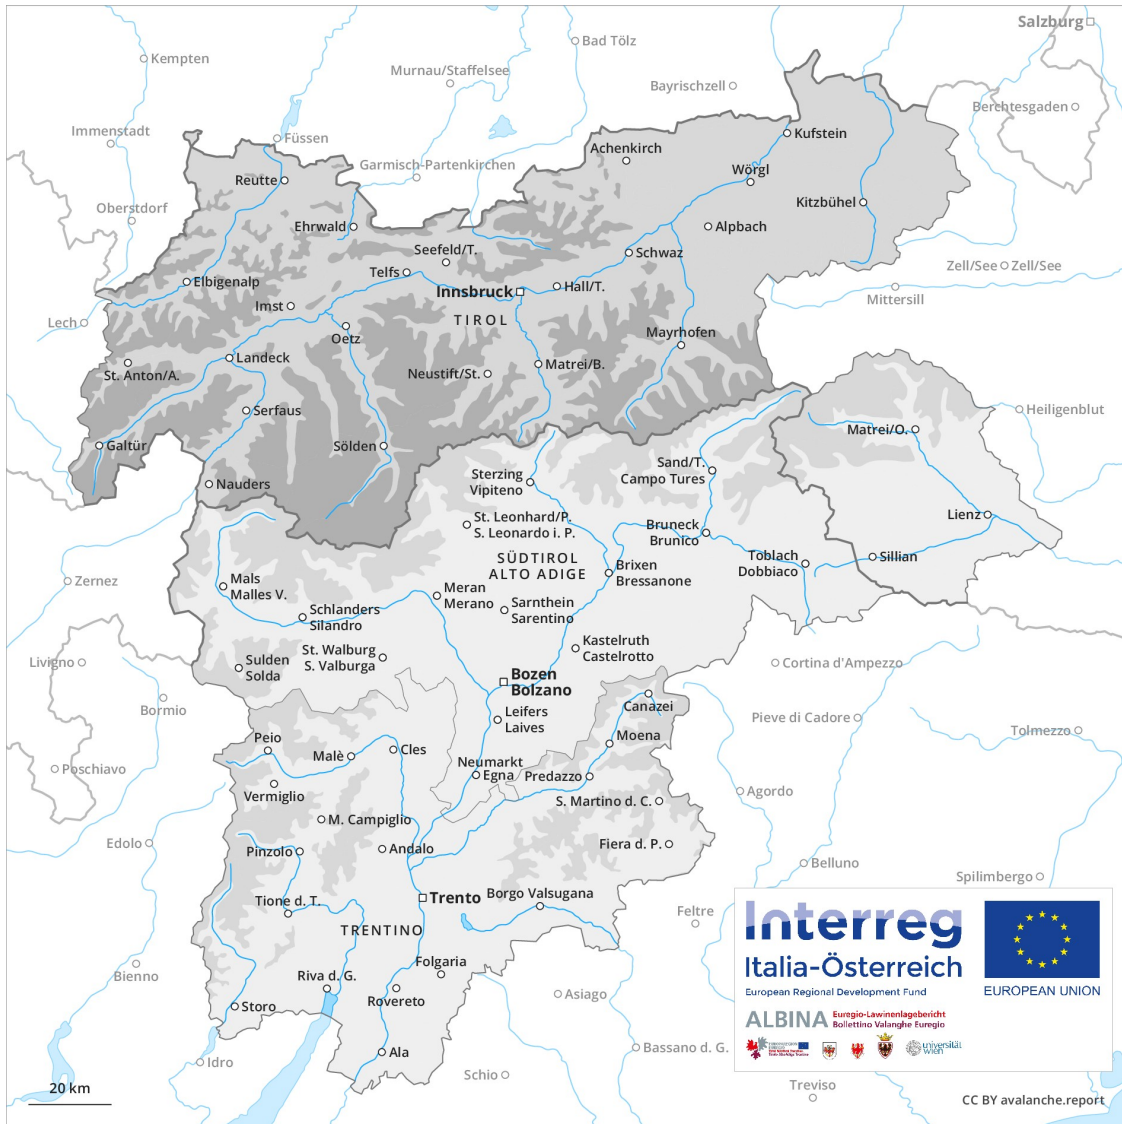 Salzburg
Bad Tölz
Kempten
Murnau/Staffelsee
Bayrischzell
Berchtesgaden
Immenstadt
Füssen
Kufstein
Achenkirch
Garmisch-Partenkirchen
Wörgl
Reutte
Oberstdorf
Kitzbühel
Ehrwald
Alpbach
Seefeld/T.
Schwaz
Telfs
Zell/See
Zell/See
Elbigenalp
Innsbruck
Hall/T.
Mittersill
Imst
TIROL
Lech
Oetz
Mayrhofen
Landeck
Matrei/B.
St. Anton/A.
Neustift/St.
Serfaus
Heiligenblut
Matrei/O.
Galtür
Sölden
Sterzing
Vipiteno
Sand/T.
Campo Tures
Nauders
St. Leonhard/P.
S. Leonardo i. P.
Bruneck
Brunico
Lienz
SÜDTIROL
ALTO ADIGE
Toblach
Dobbiaco
Sillian
Brixen
Bressanone
Zernez
Mals
Malles V.
Meran
Merano
Sarnthein
Sarentino
Schlanders
Silandro
Kastelruth
Castelrotto
St. Walburg
S. Valburga
Livigno
Sulden
Solda
Cortina d'Ampezzo
Bozen
Bolzano
Bormio
Canazei
Leifers
Laives
Pieve di Cadore
Tolmezzo
Peio
Moena
Malè
Cles
Neumarkt
Egna
Predazzo
Poschiavo
Vermiglio
Agordo
S. Martino d. C.
M. Campiglio
Edolo
Pinzolo
Andalo
Fiera d. P.
Belluno
Spilimbergo
Tione d. T.
Trento
Borgo Valsugana
Feltre
TRENTINO
Folgaria
Bienno
Riva d. G.
Rovereto
Asiago
Storo
Ala
Bassano d. G.
Idro
Schio
Treviso
20 km
Interreg
Italia-Österreich
European Regional Development Fund
EUROPEAN UNION
ALBINA
Euregio-Lawinenlagebericht
Bollettino Valanghe Euregio
universität
wien
CC BY avalanche.report